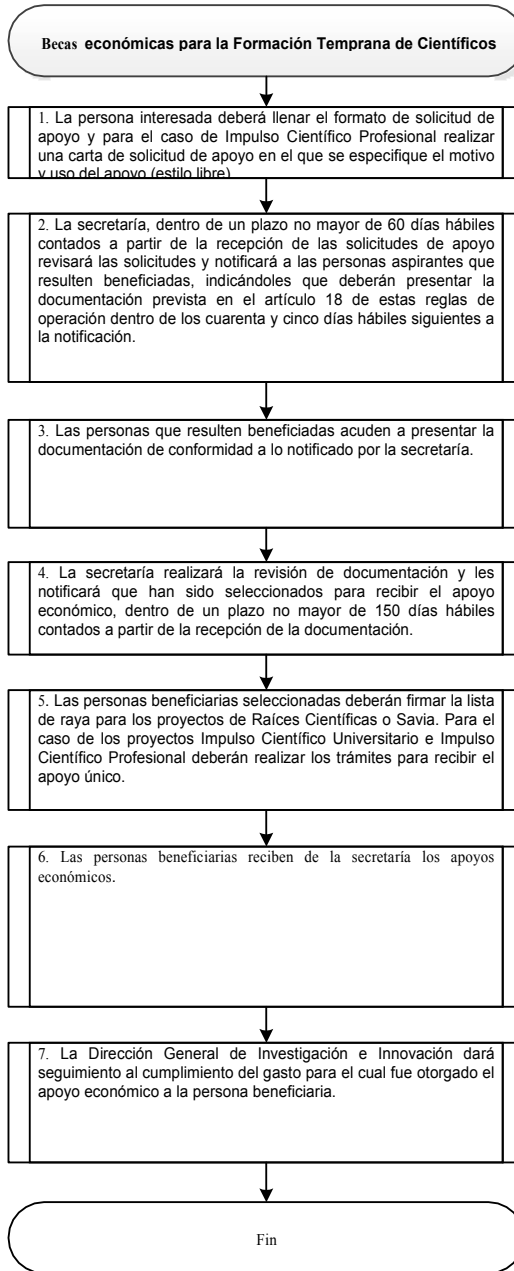 Becas económicas para la Formación Temprana de Científicos
1. La persona interesada deberá llenar el formato de solicitud de
apoyo y para el caso de Impulso Científico Profesional realizar
una carta de solicitud de apoyo en el que se especifique el motivo
y uso del apoyo (estilo libre)
2. La secretaría, dentro de un plazo no mayor de 60 días hábiles
contados a partir de la recepción de las solicitudes de apoyo
revisará las solicitudes y notificará a las personas aspirantes que
resulten beneficiadas, indicándoles que deberán presentar la
documentación prevista en el artículo 18 de estas reglas de
operación dentro de los cuarenta y cinco días hábiles siguientes a
la notificación.
3. Las personas que resulten beneficiadas acuden a presentar la
documentación de conformidad a lo notificado por la secretaría.
4. La secretaría realizará la revisión de documentación y les
notificará que han sido seleccionados para recibir el apoyo
económico, dentro de un plazo no mayor de 150 días hábiles
contados a partir de la recepción de la documentación.
5. Las personas beneficiarias seleccionadas deberán firmar la lista
de raya para los proyectos de Raíces Científicas o Savia. Para el
caso de los proyectos Impulso Científico Universitario e Impulso
Científico Profesional deberán realizar los trámites para recibir el
apoyo único.
6. Las personas beneficiarias reciben de la secretaría los apoyos
económicos.
7. La Dirección General de Investigación e Innovación dará
seguimiento al cumplimiento del gasto para el cual fue otorgado el
apoyo económico a la persona beneficiaria.
Fin